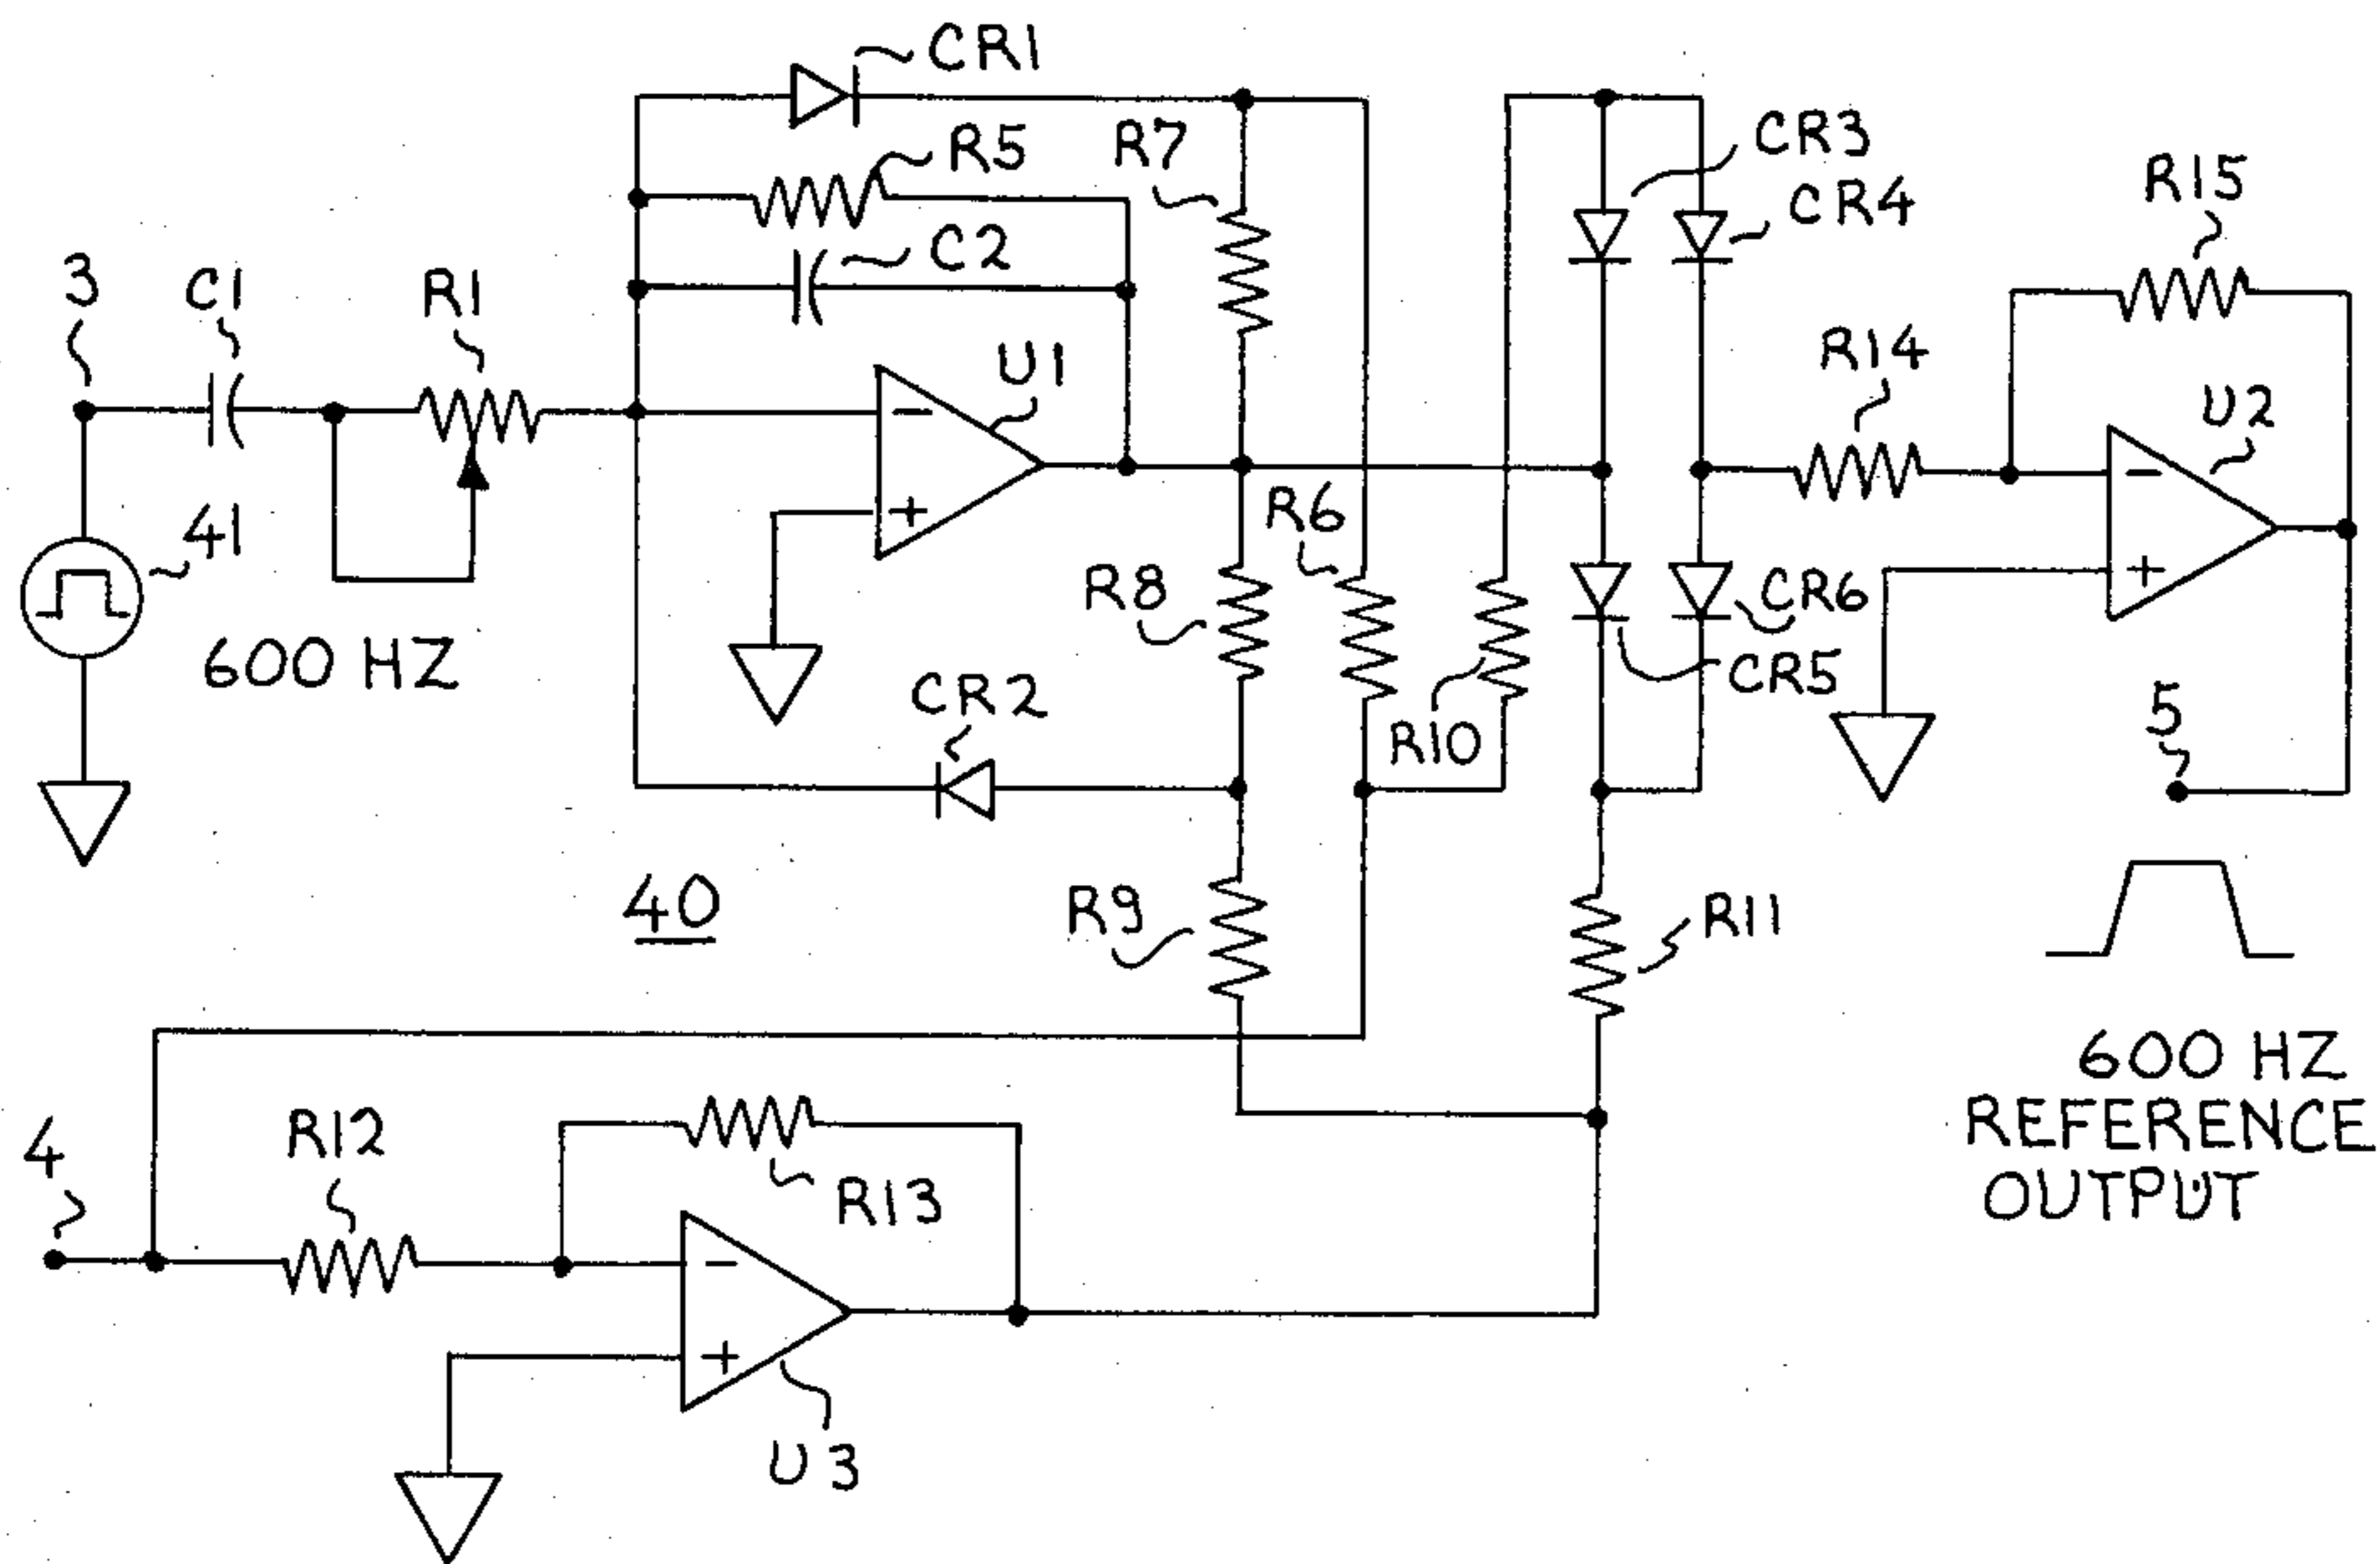 CR1
R5
R7
CR3
CR4
R15
3
C1
R1
C2
R14
U1
U2
−
+
−
+
R6
41
R8
CR6
600 HZ
CR2
CR5
R10
5
40
R9
R11
600 HZ
REFERENCE
OUTPUT
4
R12
R13
−
+
U3